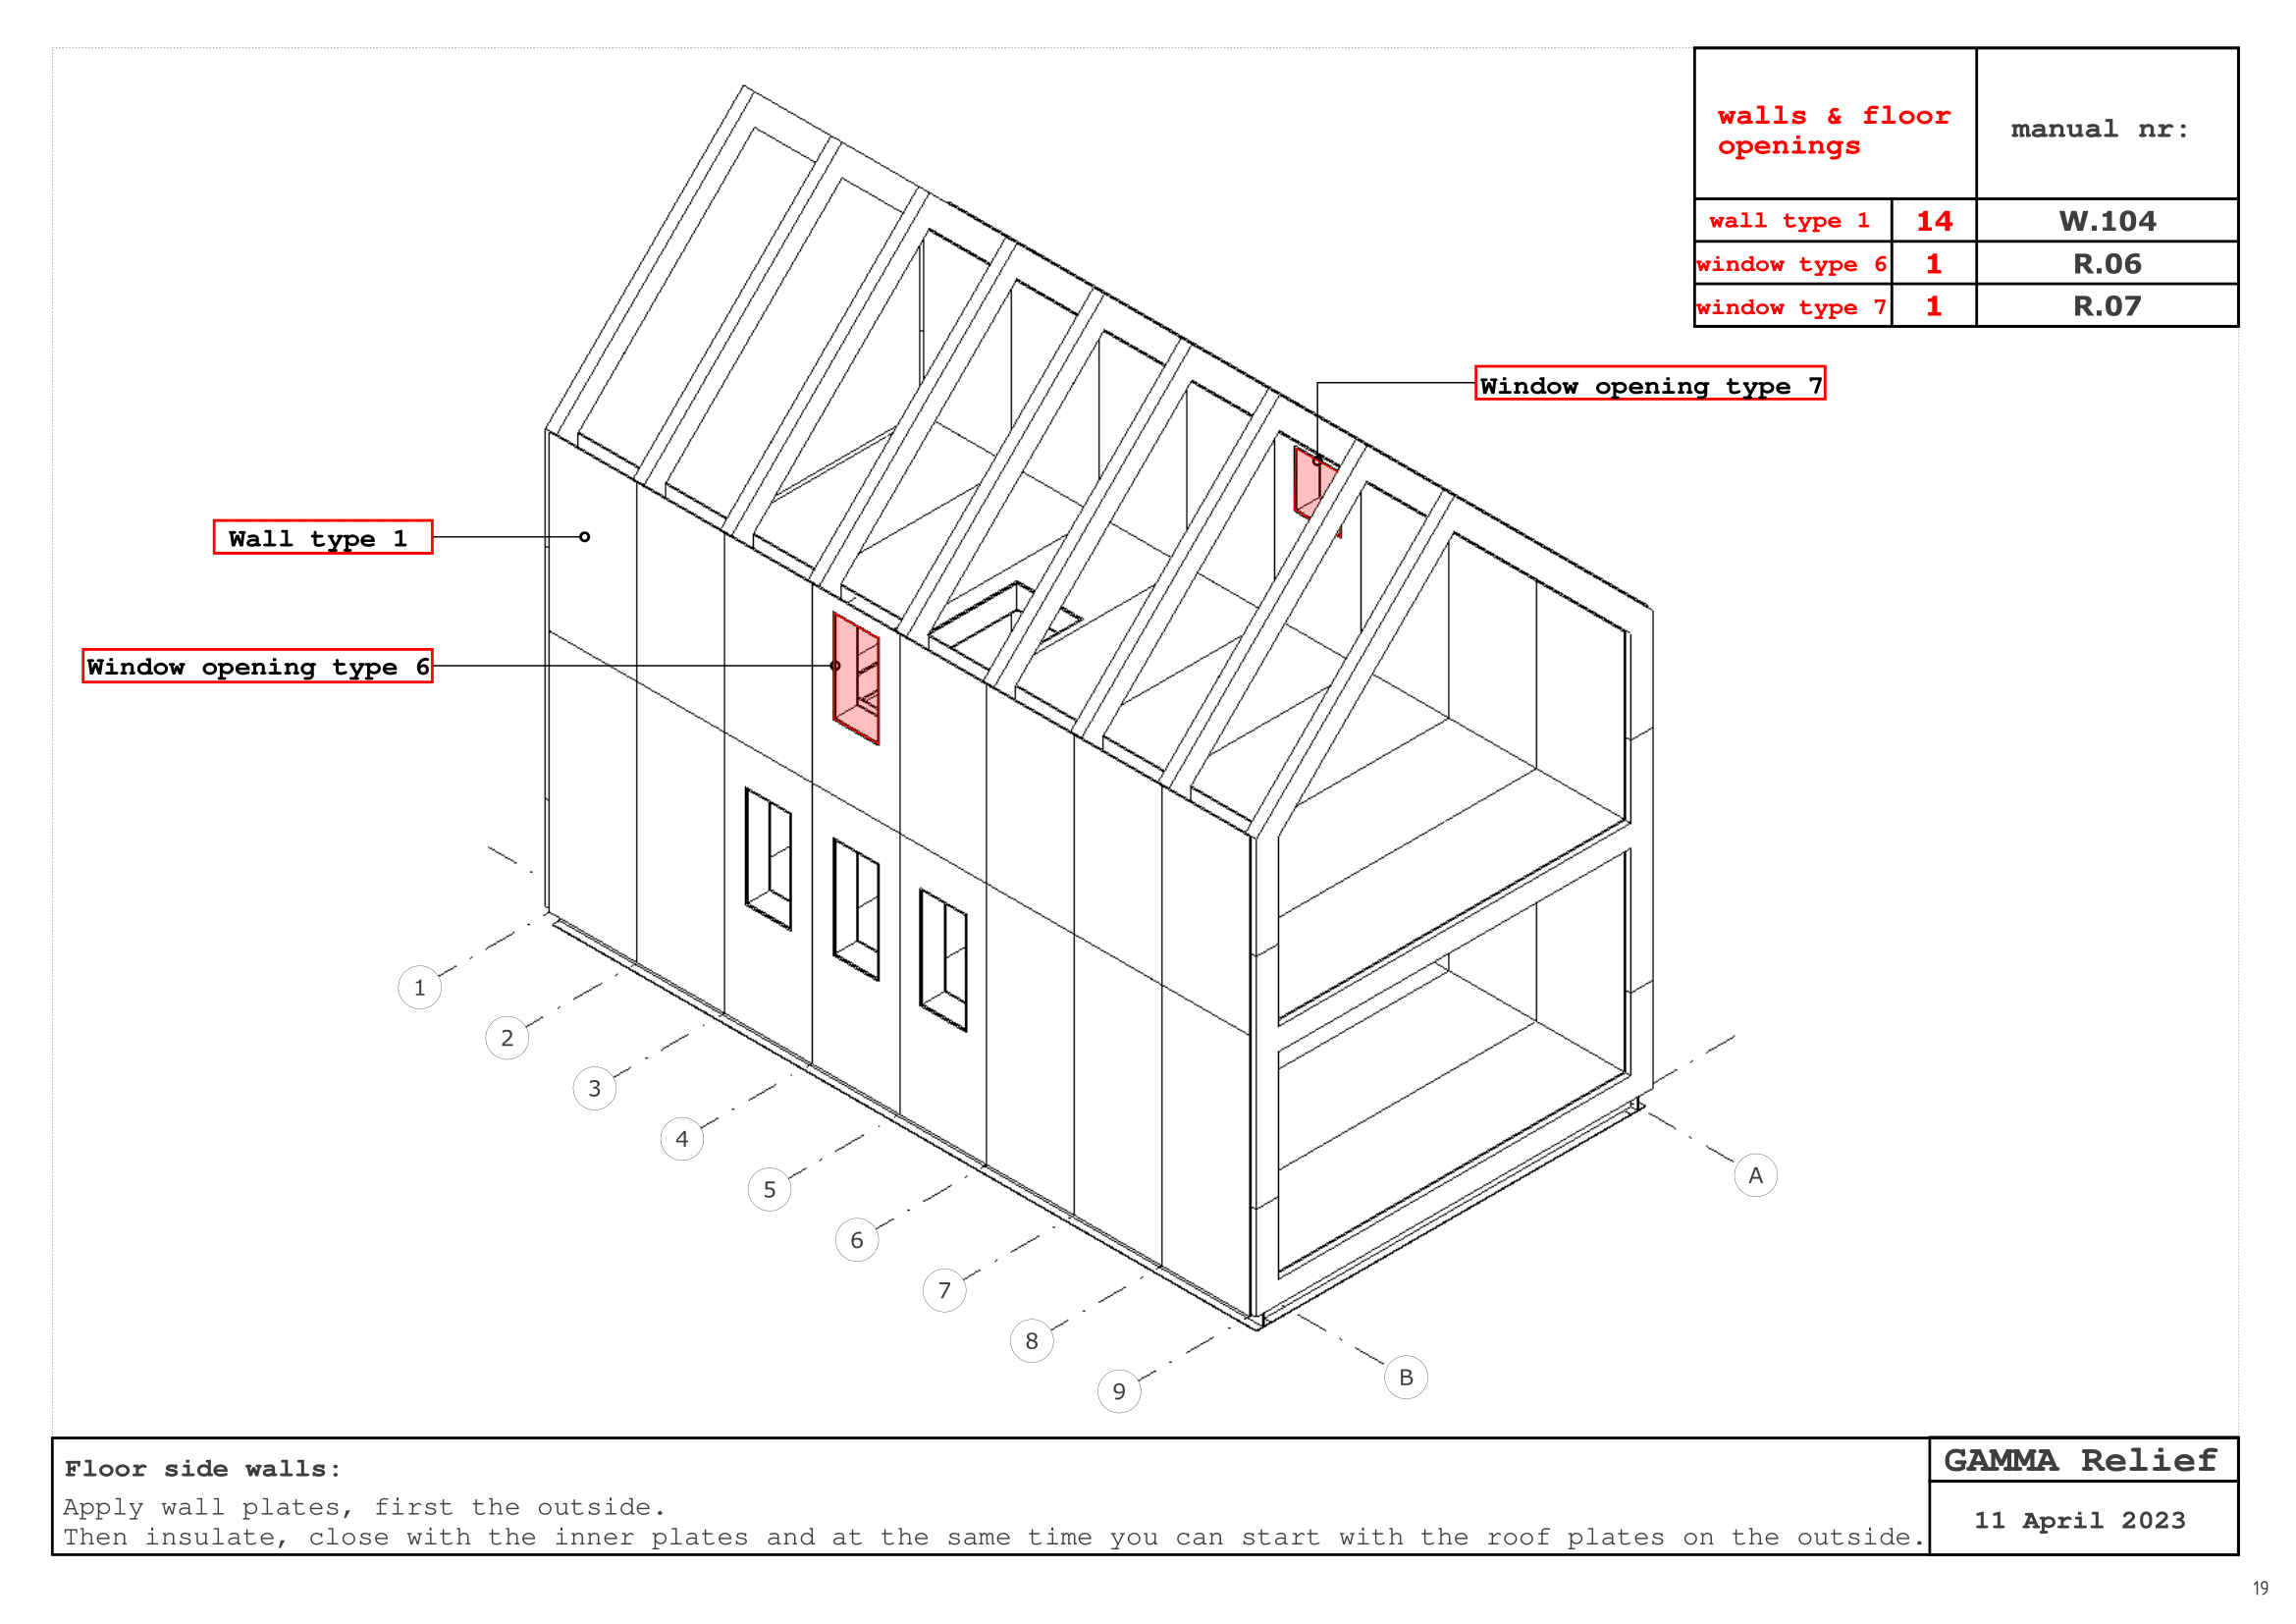 walls & floor
openings
manual nr:
wall type 1 14 W.104
window type 6 1 R.06
window type 7 1 R.07
Window opening type 7
Wall type 1
Window opening type 6
1
2
3
4
5
6
7
8
9
A
B
Floor side walls:
Apply wall plates, first the outside.
Then insulate, close with the inner plates and at the same time you can start with the roof plates on the outside.
GAMMA Relief
11 April 2023
19